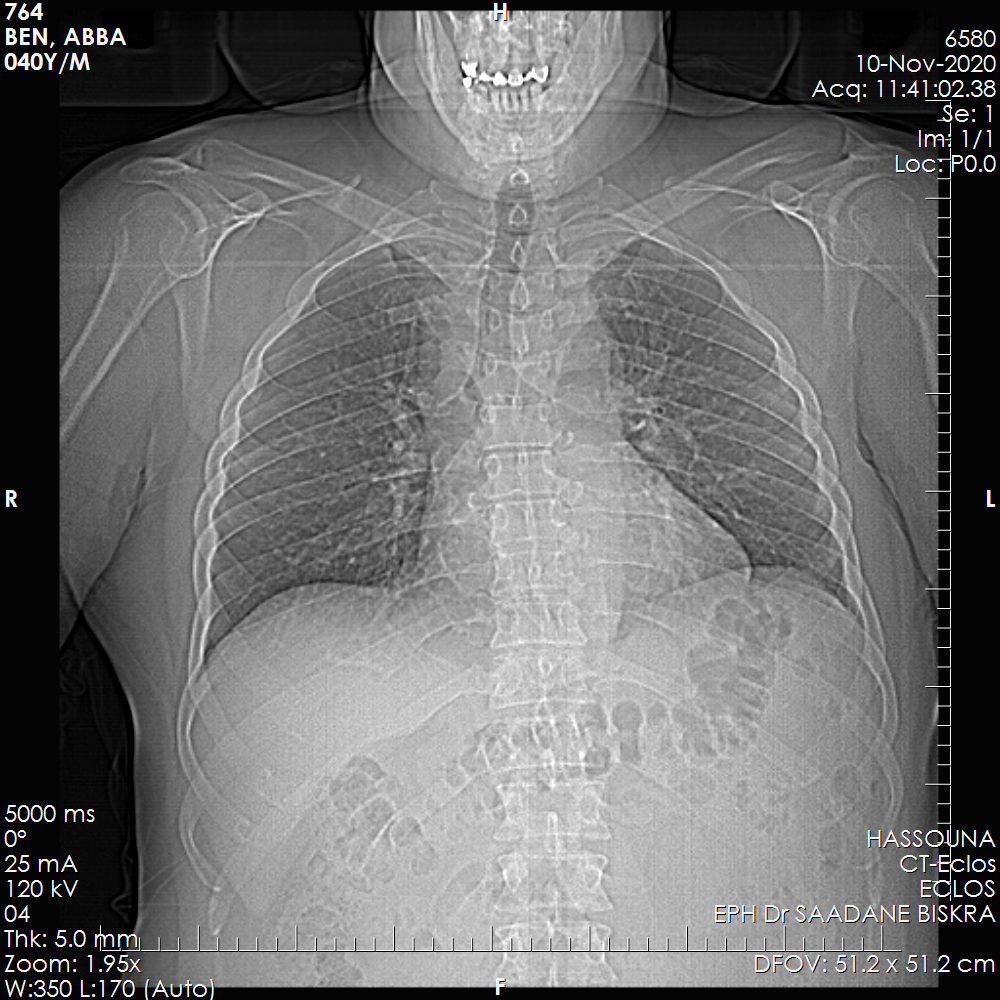 764
BEN, ABBA
040Y/M
H
6580
10-Nov-2020
Acq: 11:41:02.38
Se: 1
Im: 1/1
Loc: P0.0
R
L
5000 ms
0°
25 mA
120 kV
04
Thk: 5.0 mm
Zoom: 1.95x
W:350 L:170 (Auto)
F
HASSOUNA
CT-Eclos
ECLOS
EPH Dr SAADANE BISKRA
DFOV: 51.2 x 51.2 cm